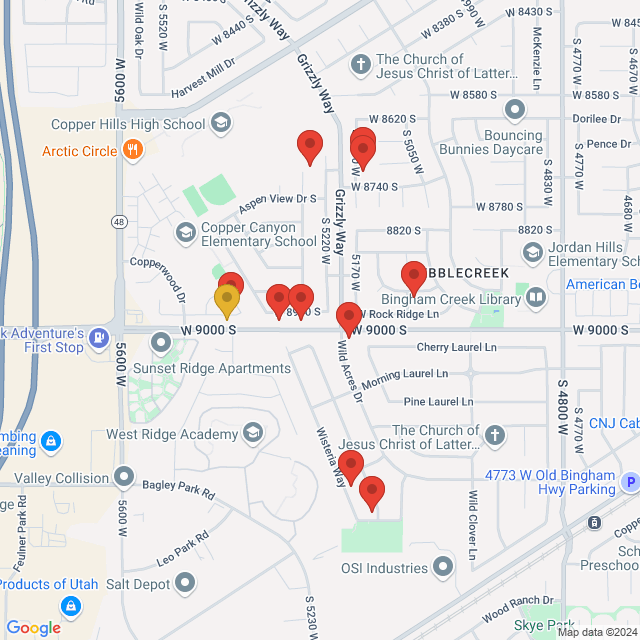 W 8430 S
W 8440 W
Grizzly Way
W 8380 S
S 5520 W
Wild Oak Dr
5600 W
Harvest Mill Dr
Grizzly Way
The Church of
Jesus Christ of Latter...
McKenzie Ln
S 4770 W
S 4670
W 8580 S
W 8580 S
Copper Hills High School
Arctic Circle
W 8620 S
S 5050 W
Dorilee Dr
Bouncing
Bunnies Daycare
Pence Dr
S 4830 W
S 4770 W
W 8740 S
Aspen View Dr S
Grizzly Way
S 5220 W
W 8780 S
48
Copper Canyon
Elementary School
8820 S
8820 S
5170 W
Jordan Hills
Elementary S
Copperwood Dr
BBLECREEK
American Be
Bingham Creek Library
W Rock Ridge Ln
k Adventure's
First Stop
W 9000 S
W 9000 S
W 9000 S
5600 W
Sunset Ridge Apartments
Wild Acres Dr
Cherry Laurel Ln
Morning Laurel Ln
S 4800 W
Pine Laurel Ln
S 4770 W
CNJ Cab
West Ridge Academy
Wisteria Way
The Church of
Jesus Christ of Latter...
mbing
eaning
Valley Collision
Bagley Park Rd
4773 W Old Bingham
Hwy Parking
5600 W
Feulner Park Rd
ge
Wild Clover Ln
Copper
Leo Park Rd
Sch
Preschool
OSI Industries
Products of Utah
Salt Depot
S 5230 W
Wood Ranch Dr
Skye Park
Google
Map data ©2024